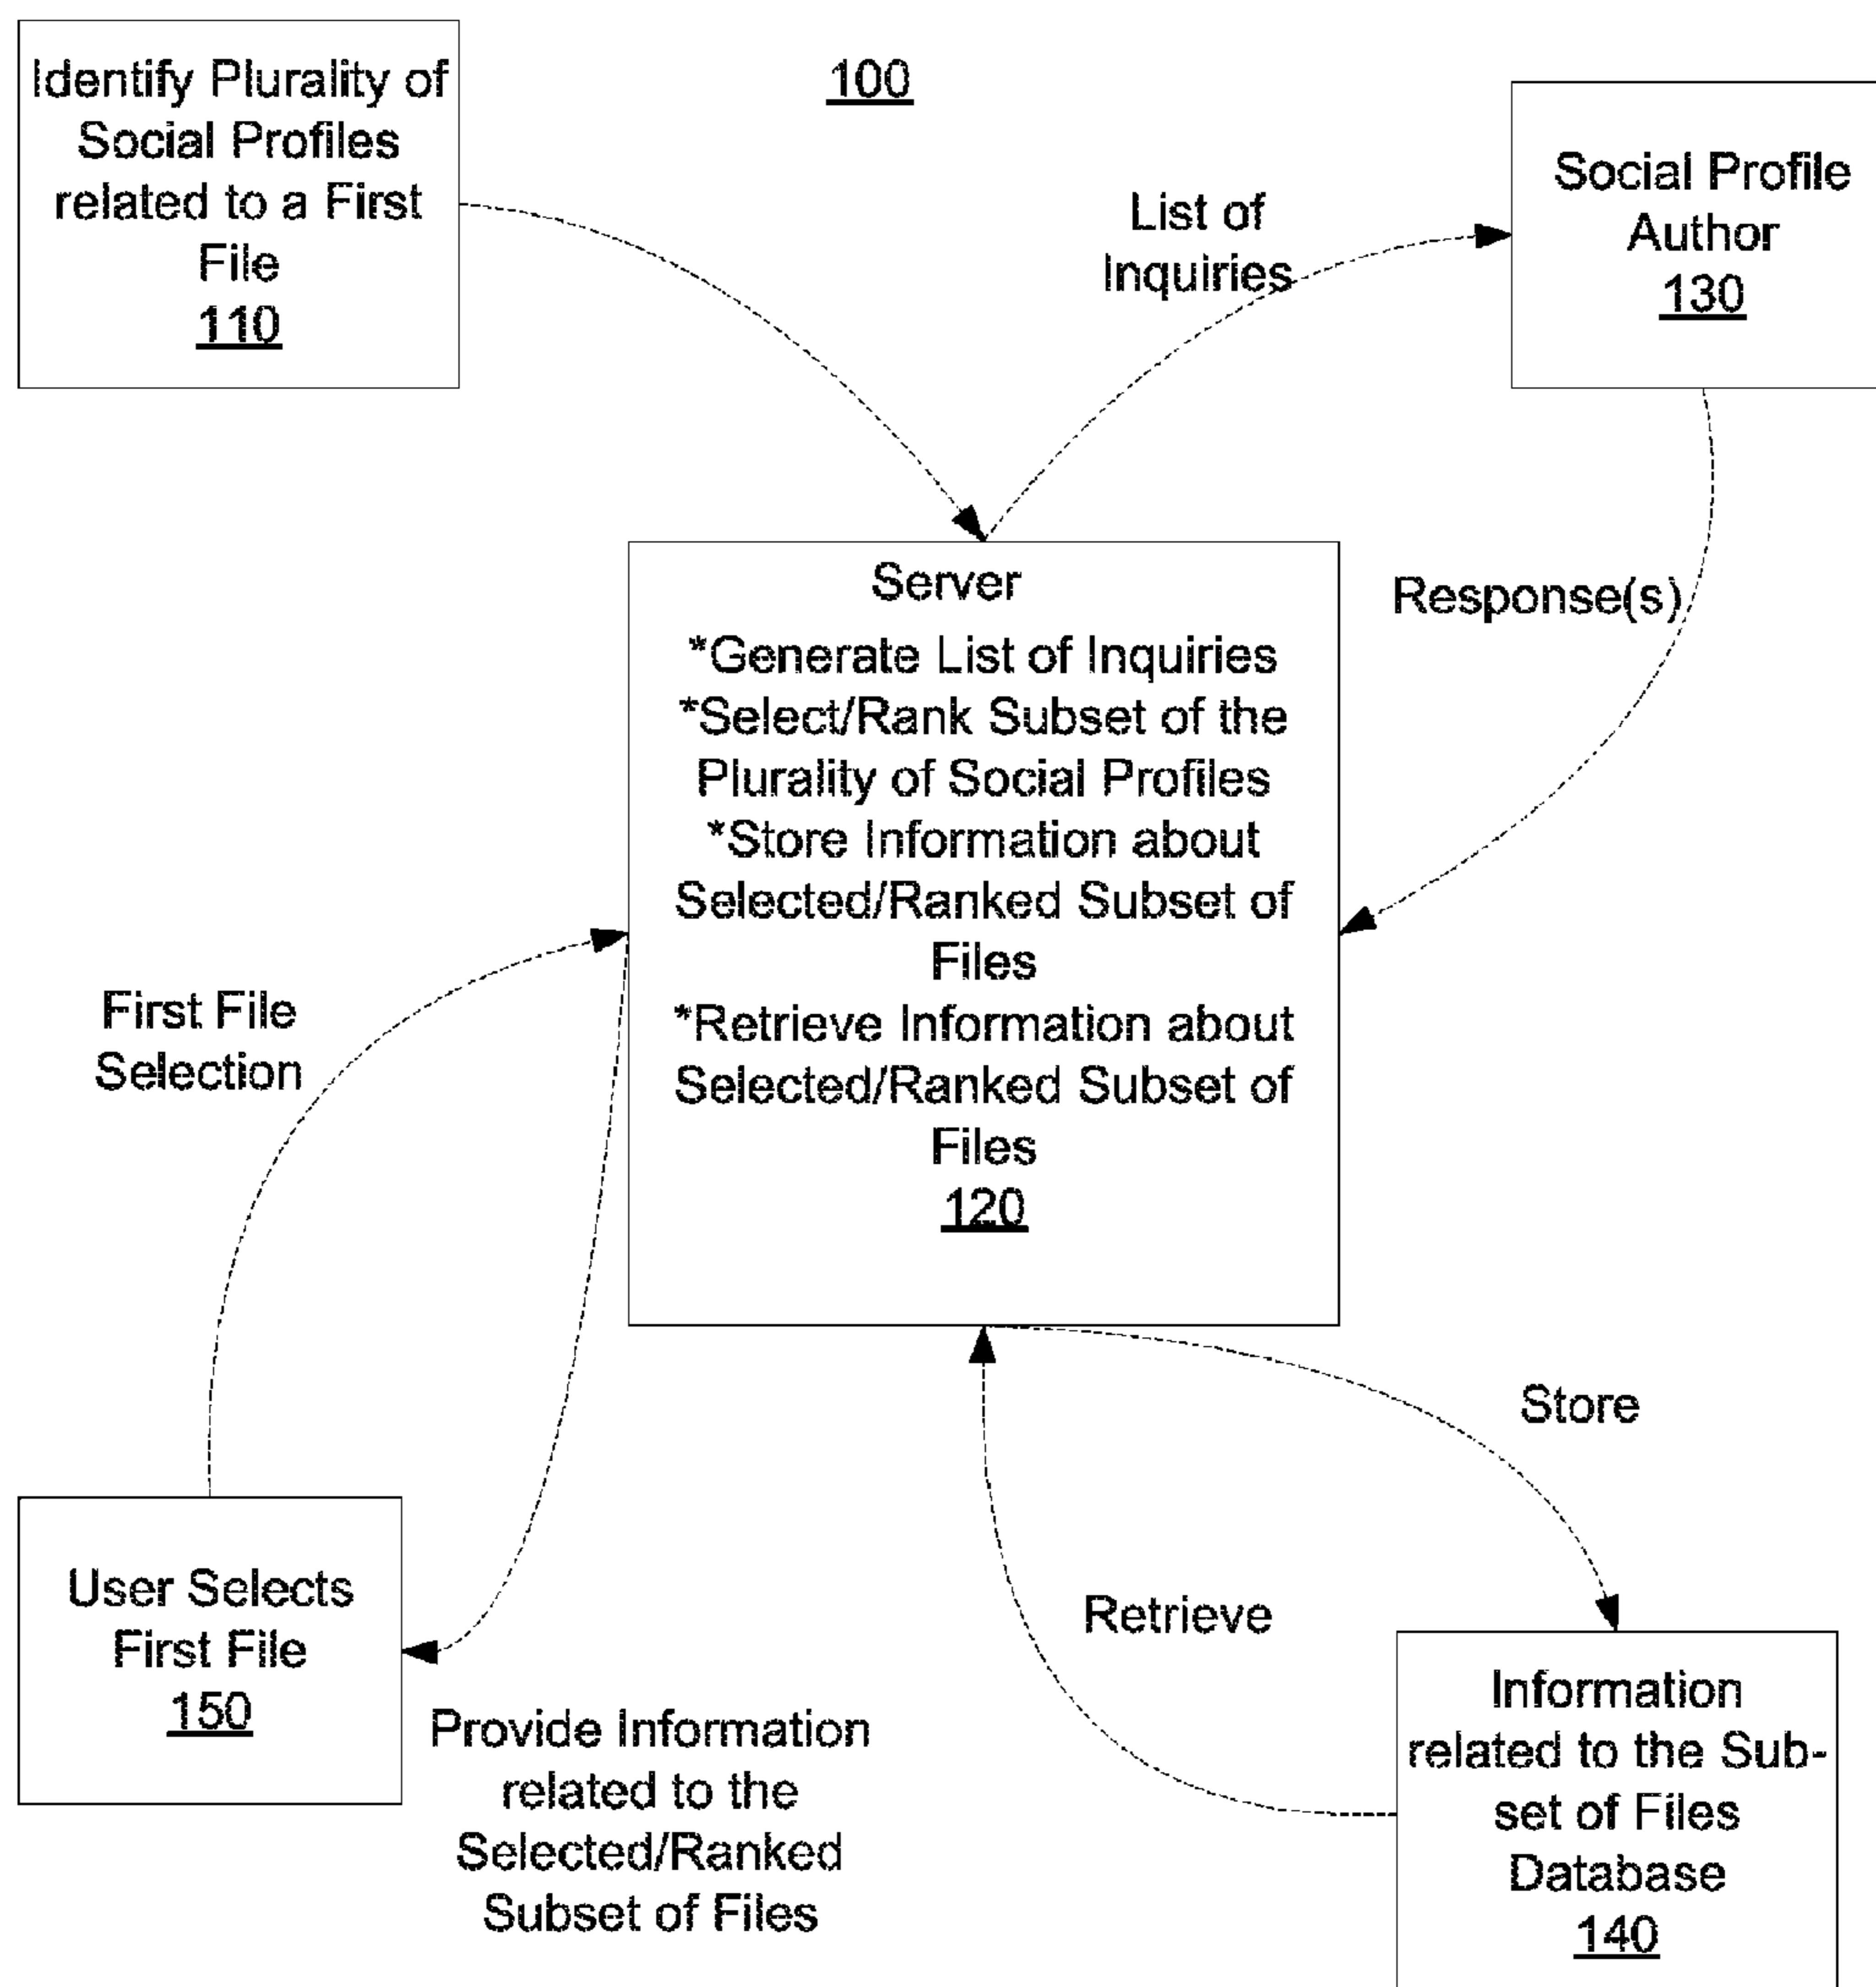 Identify Plurality of
Social Profiles
related to a First
File
110
100
Social Profile
Author
130
List of
Inquiries
Server
*Generate List of Inquiries
*Select/Rank Subset of the
Plurality of Social Profiles
*Store Information about
Selected/Ranked Subset of
Files
*Retrieve Information about
Selected/Ranked Subset of
Files
120
Response(s)
First File
Selection
Store
Retrieve
User Selects
First File
150
Provide Information
related to the
Selected/Ranked
Subset of Files
Information
related to the Sub-
set of Files
Database
140